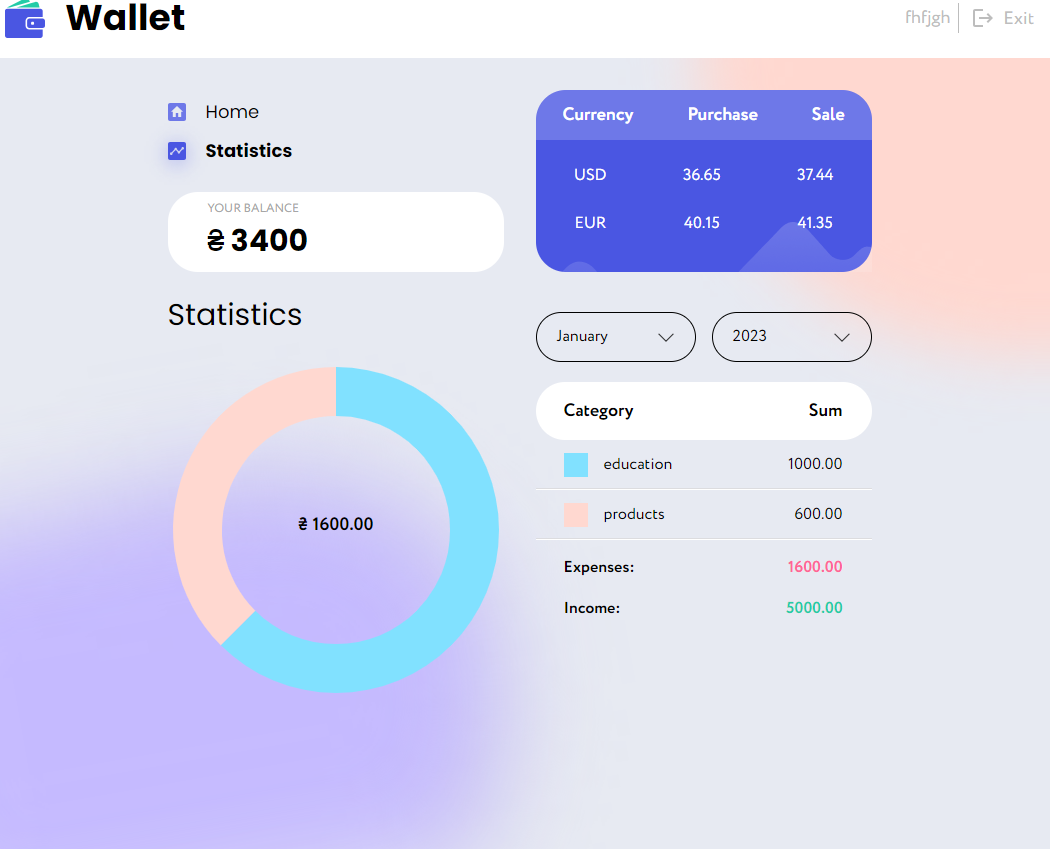 Wallet
fhfjgh
Exit
Home
Statistics
YOUR BALANCE
₴ 3400
Currency Purchase Sale
USD 36.65 37.44
EUR 40.15 41.35
Statistics
January
2023
₴ 1600.00
Category Sum
education 1000.00
products 600.00
Expenses: 1600.00
Income: 5000.00